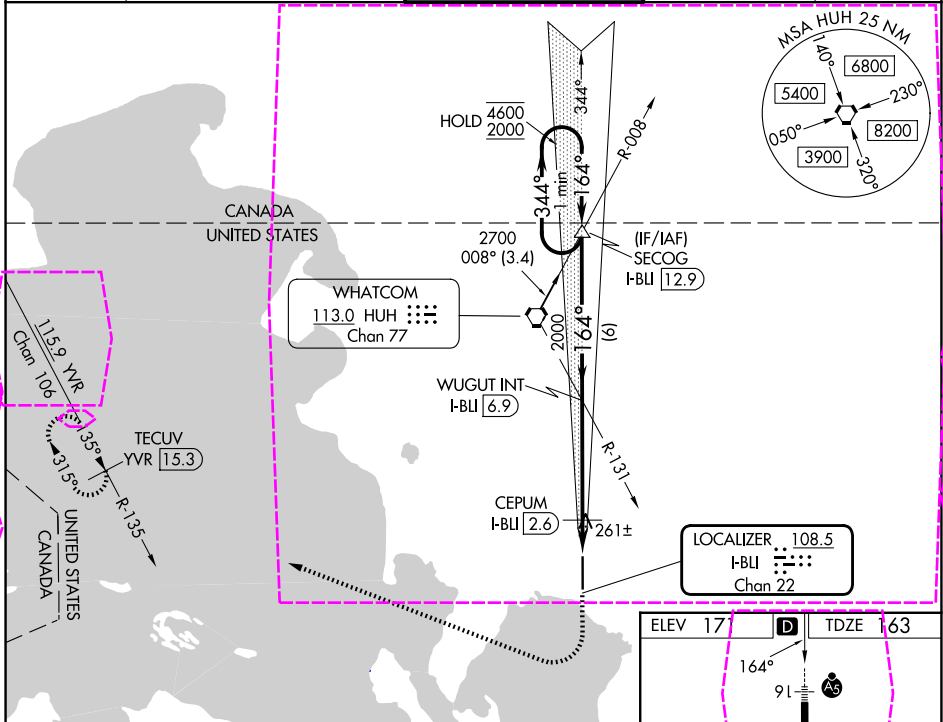 MSA HUH 25 NM
140°
6800
5400
230°
050°
8200
3900
320°
344°
HOLD 4600
2000
R-008
344°
1 min
164°
CANADA
UNITED STATES
2700
008° (3.4)
(IF/IAF)
SECOG
I-BLI 12.9
WHATCOM
113.0 HUH
Chan 77
2000
164°
(6)
115.9 YVR
Chan 106
WUGUT INT
I-BLI 6.9
135°
315°
TECUV
YVR 15.3
R-131
R-135
CEPUM
I-BLI 2.6
261±
UNITED STATES
CANADA
LOCALIZER 108.5
I-BLI
Chan 22
ELEV 171
D
TDZE 163
164°
16
A5